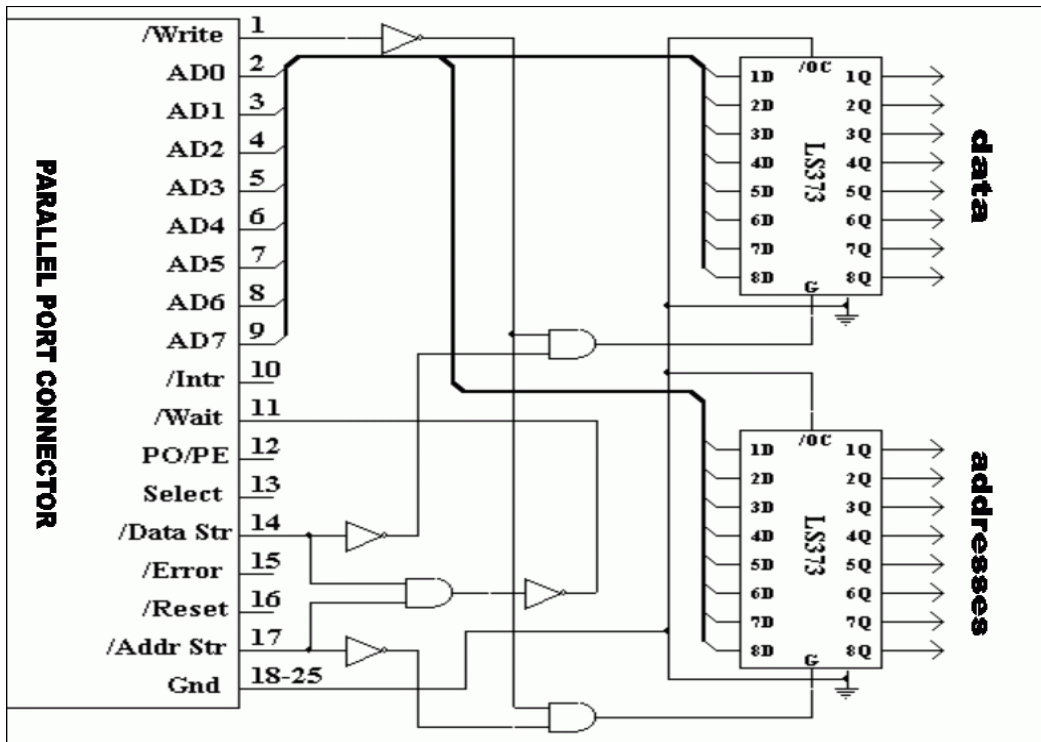 PARALLEL PORT CONNECTOR
/Write 1
AD0 2
AD1 3
AD2 4
AD3 5
AD4 6
AD5 7
AD6 8
AD7 9
/Intr 10
/Wait 11
PO/PE 12
Select 13
/Data Str 14
/Error 15
/Reset 16
/Addr Str 17
Gnd 18-25
/OC
1D 1Q
2D 2Q
3D 3Q
4D 4Q
5D 5Q
6D 6Q
7D 7Q
8D 8Q
G
LS373
data
/OC
1D 1Q
2D 2Q
3D 3Q
4D 4Q
5D 5Q
6D 6Q
7D 7Q
8D 8Q
G
LS373
addresses